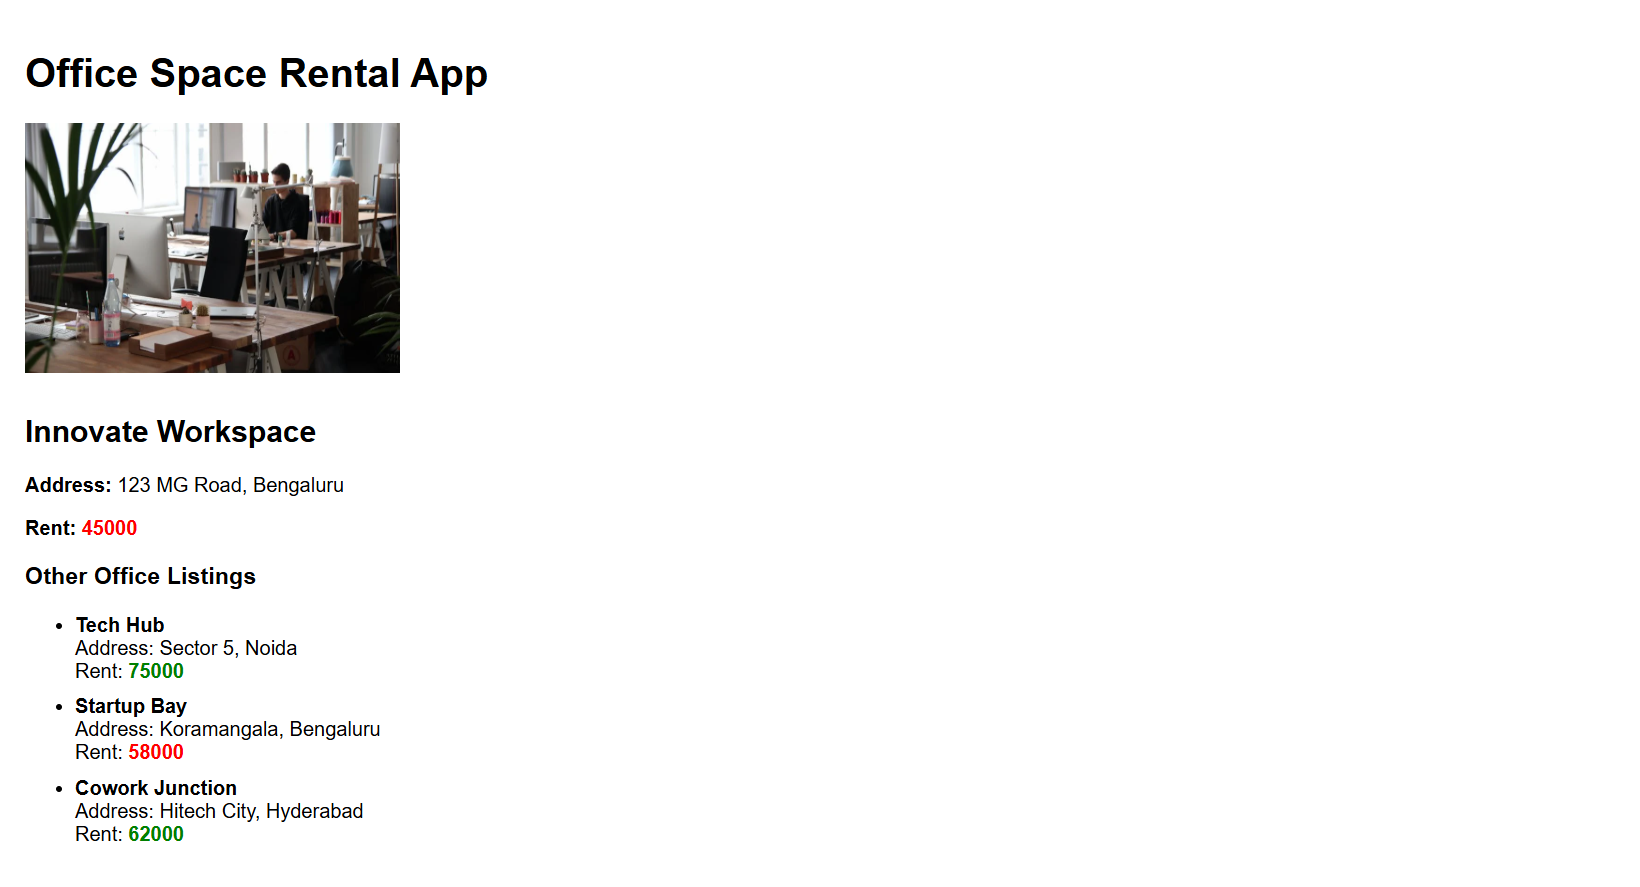 Office Space Rental App
Innovate Workspace
Address: 123 MG Road, Bengaluru
Rent: 45000
Other Office Listings
Tech Hub
Address: Sector 5, Noida
Rent: 75000
Startup Bay
Address: Koramangala, Bengaluru
Rent: 58000
Cowork Junction
Address: Hitech City, Hyderabad
Rent: 62000